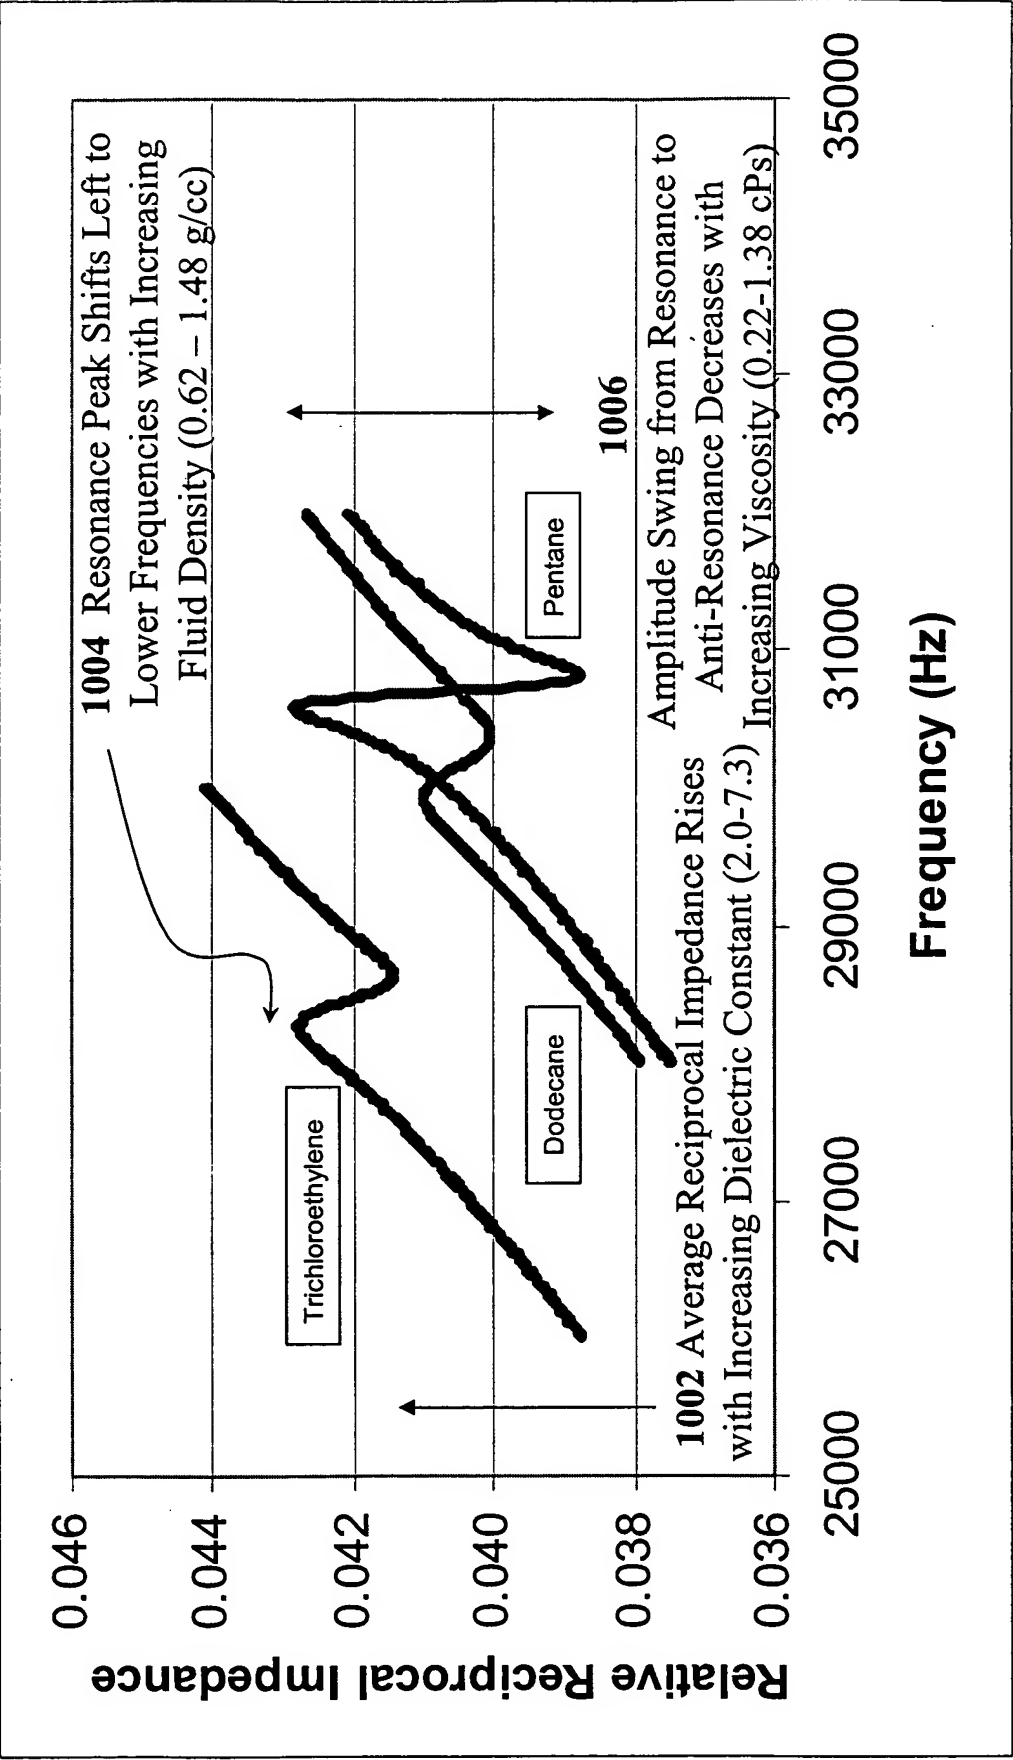 Relative Reciprocal Impedance
0.046
0.044
0.042
0.040
0.038
0.036
1004 Resonance Peak Shifts Left to
Lower Frequencies with Increasing
Fluid Density (0.62 – 1.48 g/cc)
Trichloroethylene
Dodecane
Pentane
1006
Amplitude Swing from Resonance to
Anti-Resonance Decreases with
Increasing Viscosity (0.22-1.38 cPs)
1002 Average Reciprocal Impedance Rises
with Increasing Dielectric Constant (2.0-7.3)
25000
27000
29000
31000
33000
35000
Frequency (Hz)